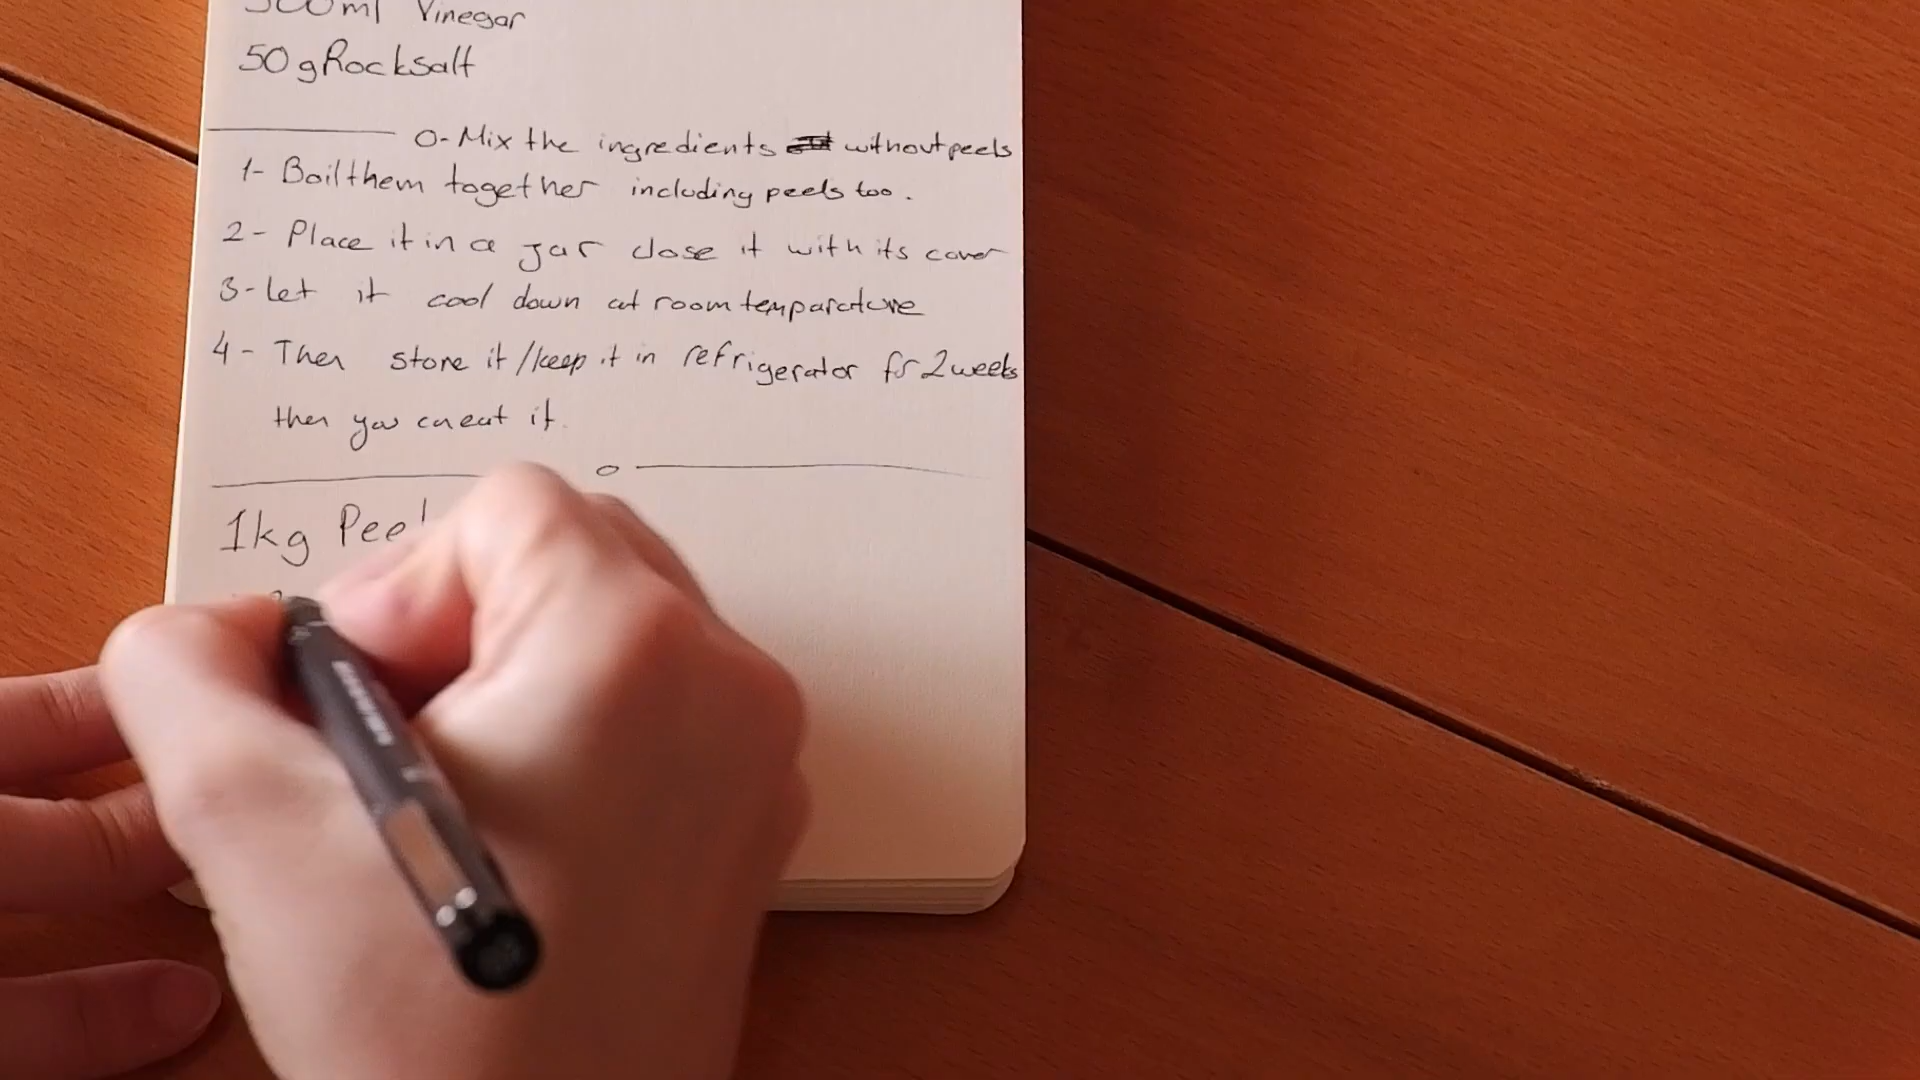 500ml Vinegar
50g Rocksalt
0- Mix the ingredients without peels
1- Boil them together including peels too.
2- Place it in a jar close it with its cover
3- let it cool down at room temparature
4- Then store it / keep it in refrigerator for 2 weeks
then you can eat it.
1kg Peel